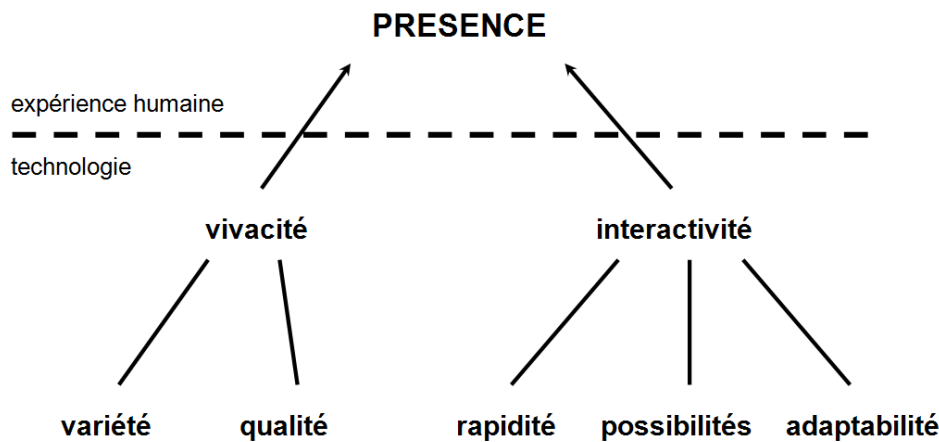 PRESENCE
expérience humaine
technologie
vivacité interactivité
variété qualité rapidité possibilités adaptabilité